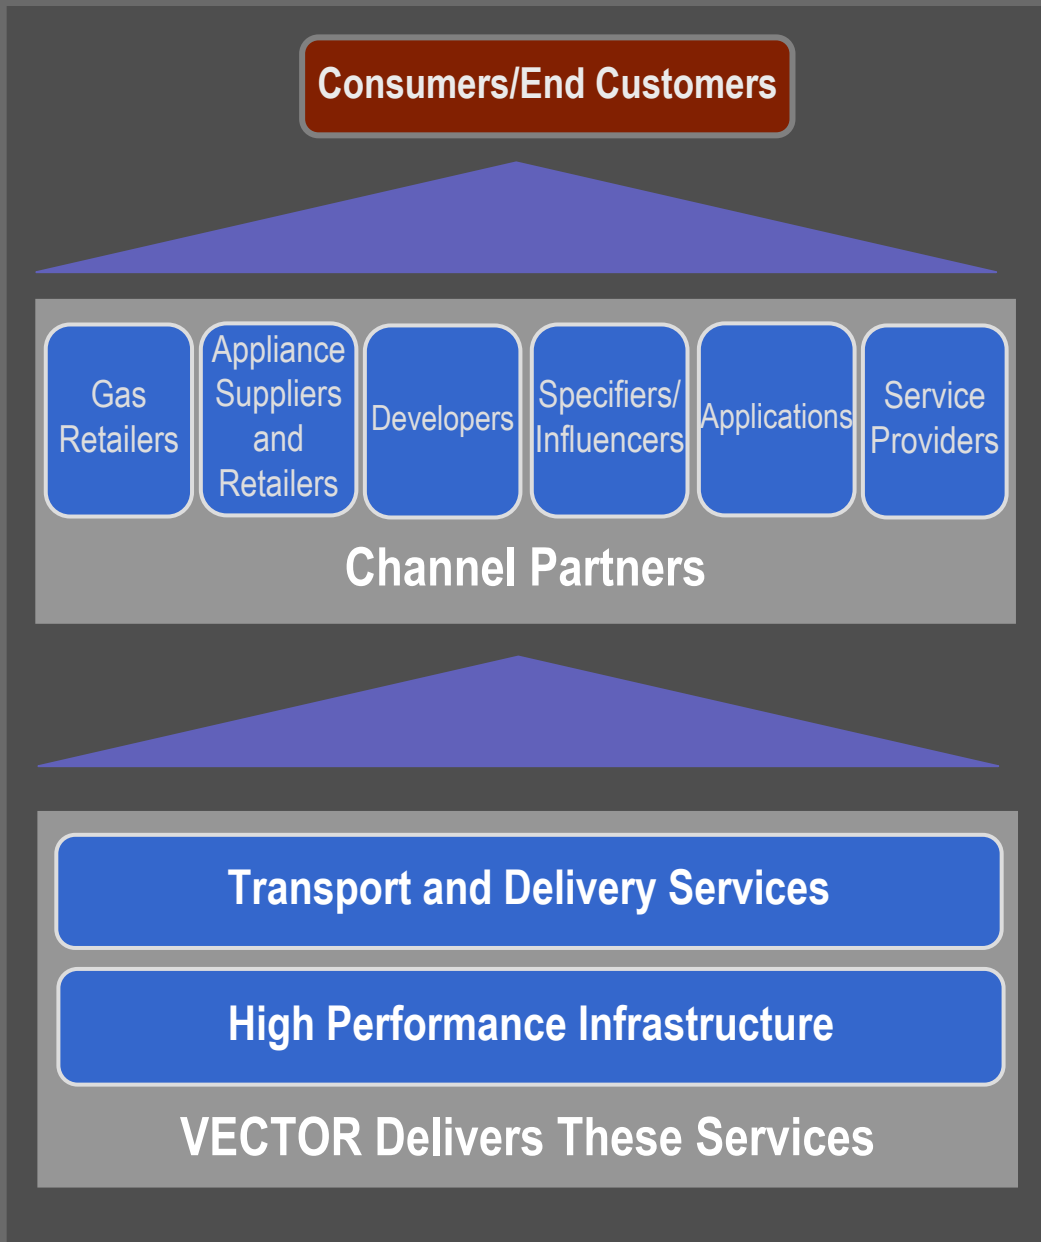 Consumers/End Customers
Gas
Retailers
Appliance
Suppliers
and
Retailers
Developers
Specifiers/
Influencers
Applications
Service
Providers
Channel Partners
Transport and Delivery Services
High Performance Infrastructure
VECTOR Delivers These Services